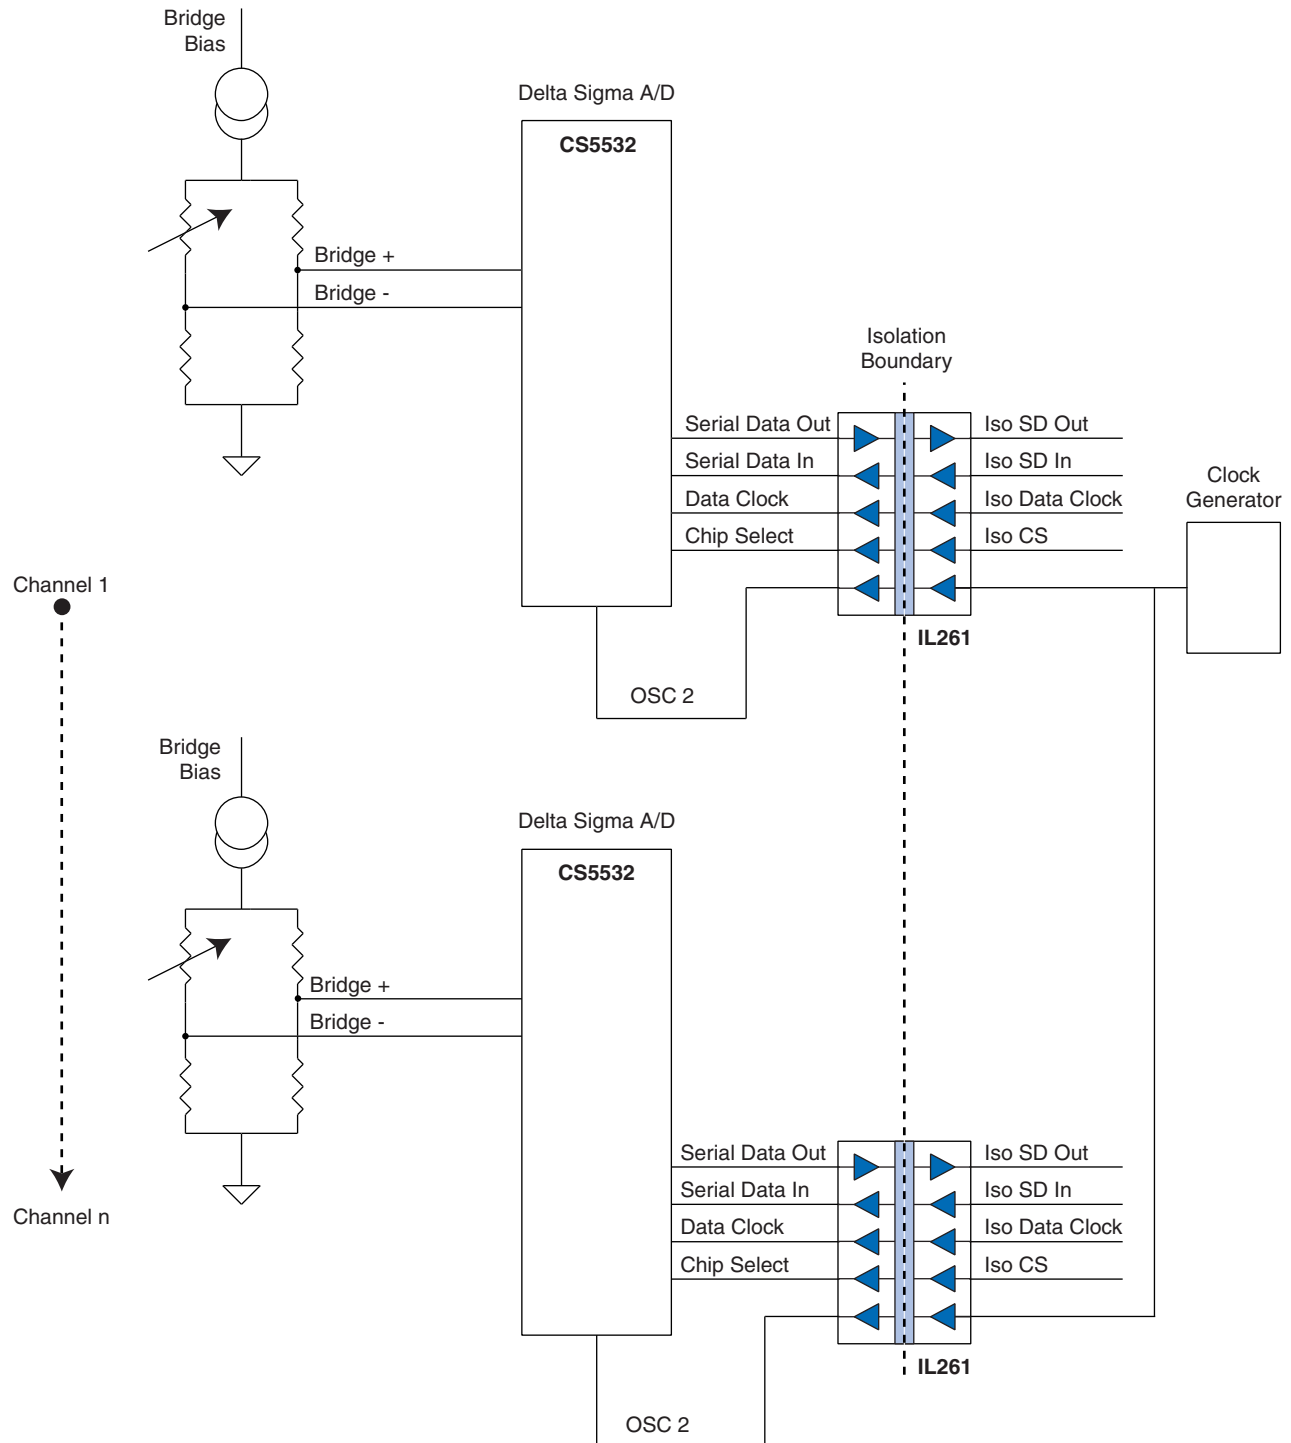 Bridge
Bias
Delta Sigma A/D
CS5532
Bridge +
Bridge -
Isolation
Boundary
Serial Data Out
Iso SD Out
Serial Data In
Iso SD In
Clock
Generator
Data Clock
Iso Data Clock
Chip Select
Iso CS
Channel 1
IL261
OSC 2
Bridge
Bias
Delta Sigma A/D
CS5532
Bridge +
Bridge -
Serial Data Out
Iso SD Out
Serial Data In
Iso SD In
Channel n
Data Clock
Iso Data Clock
Chip Select
Iso CS
IL261
OSC 2